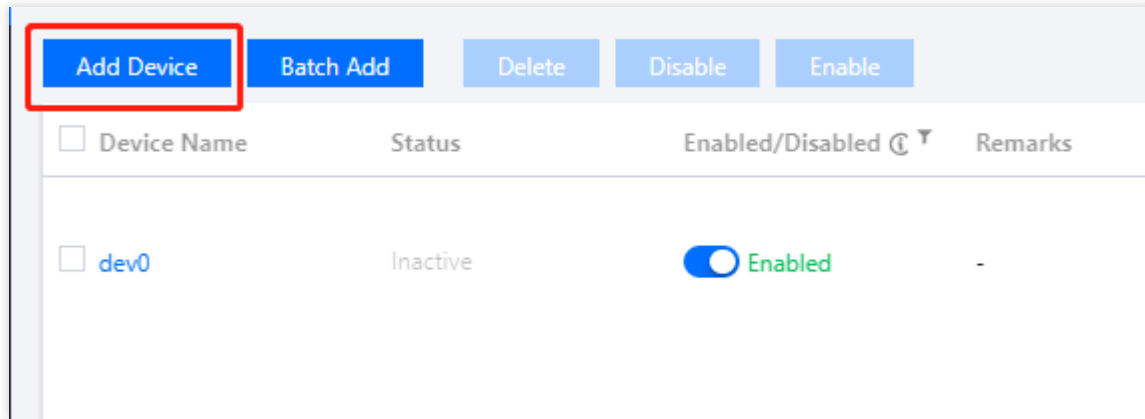 Add Device Batch Add Delete Disable Enable
Device Name Status Enabled/Disabled Remarks
dev0 Inactive Enabled -